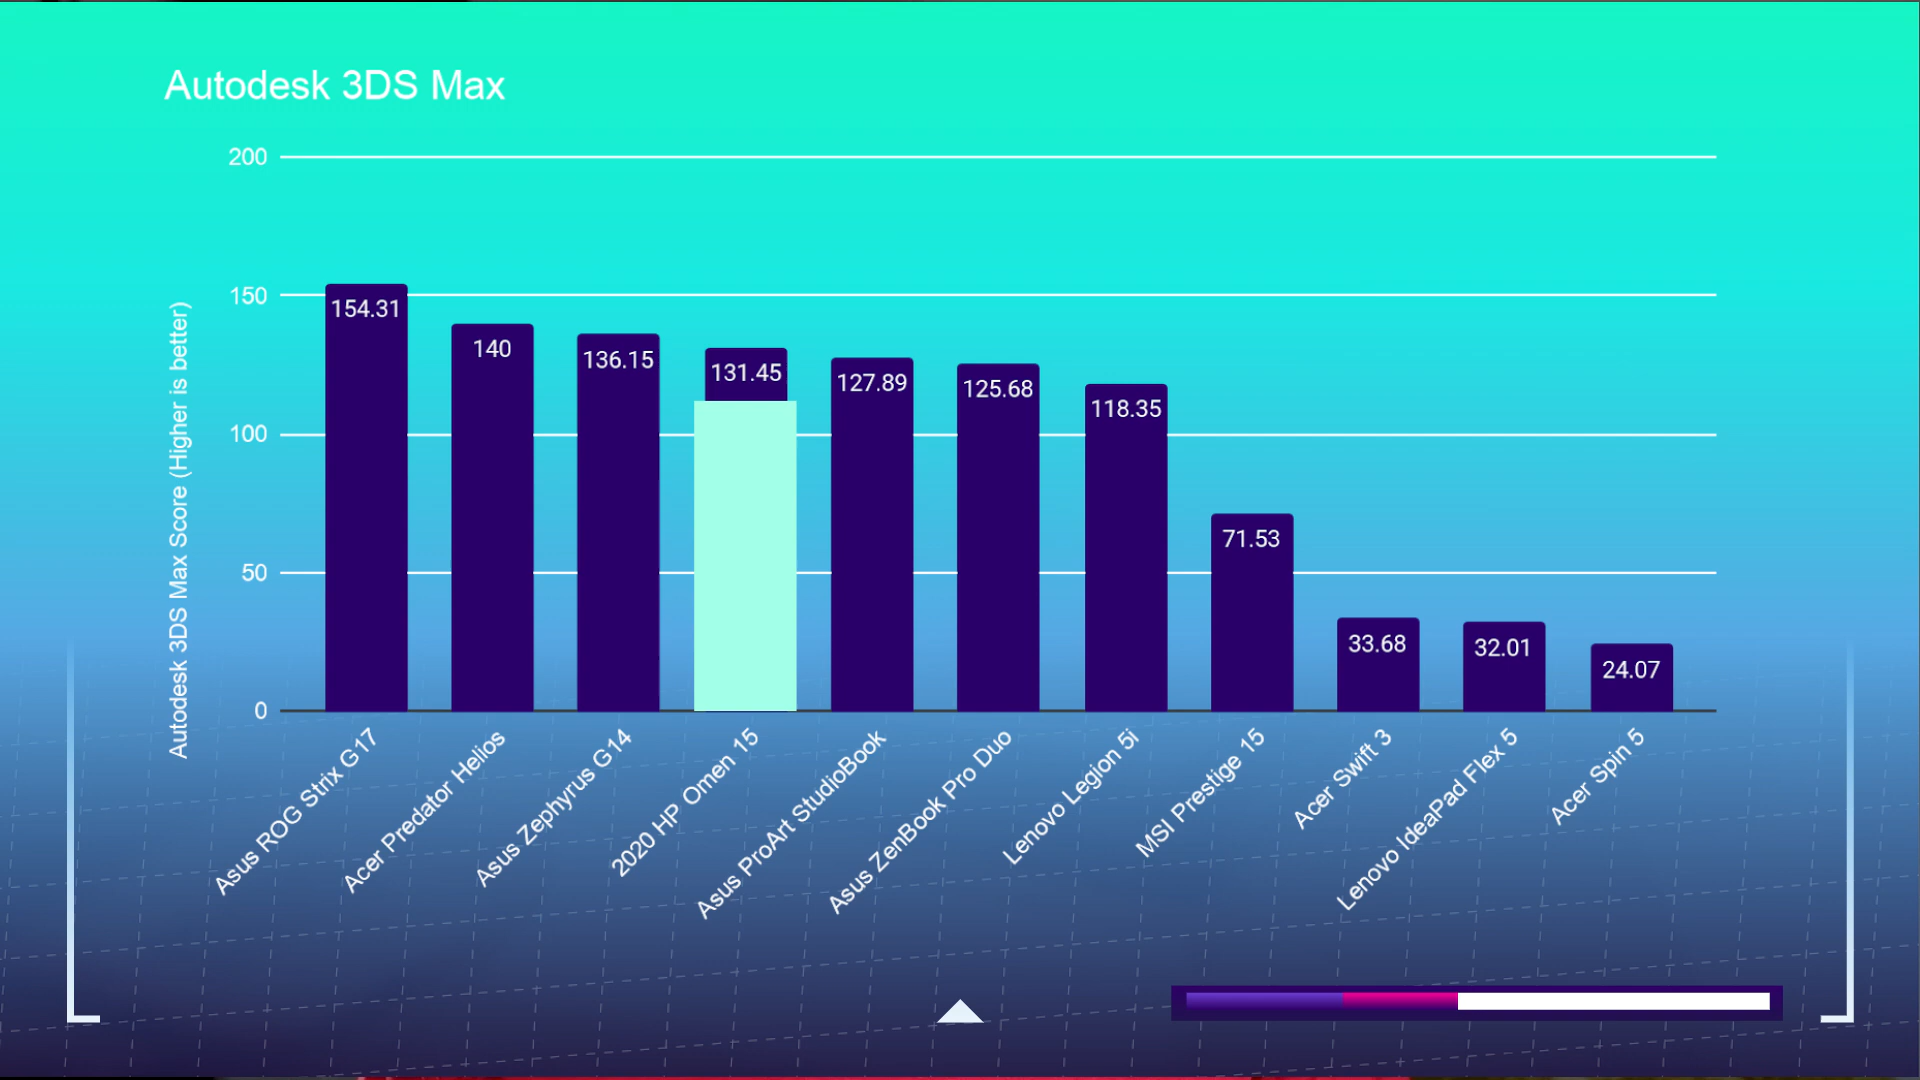 Autodesk 3DS Max
Autodesk 3DS Max Score (Higher is better)
200
150
100
50
0
154.31
140
136.15
131.45
127.89
125.68
118.35
71.53
33.68
32.01
24.07
Asus ROG Strix G17
Acer Predator Helios
Asus Zephyrus G14
2020 HP Omen 15
Asus ProArt StudioBook
Asus ZenBook Pro Duo
Lenovo Legion 5i
MSI Prestige 15
Acer Swift 3
Lenovo IdeaPad Flex 5
Acer Spin 5